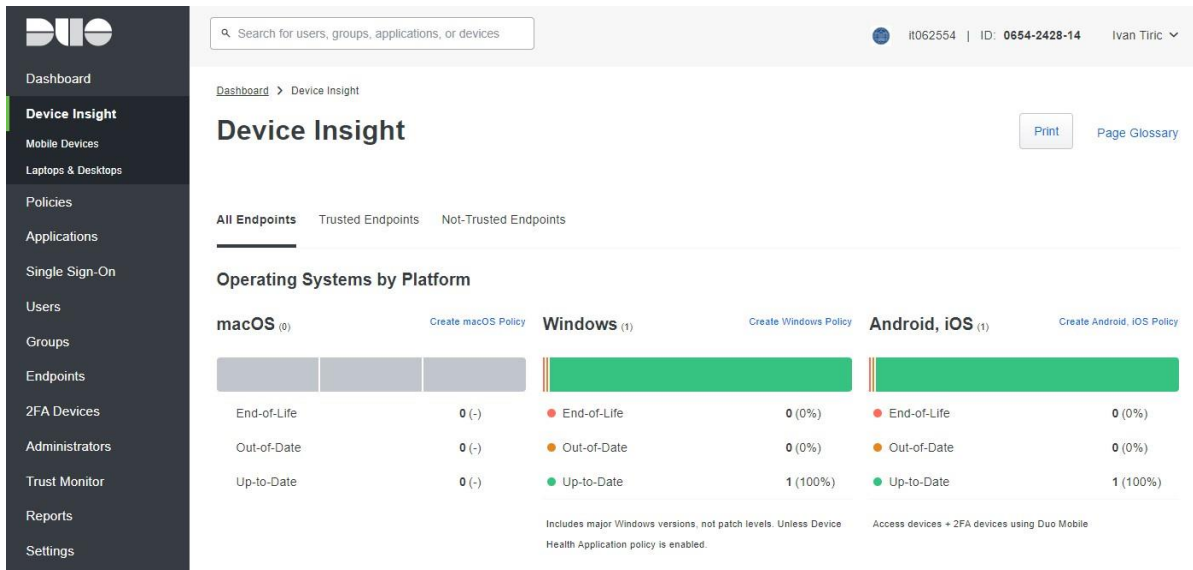 DUO
Search for users, groups, applications, or devices
it062554 | ID: 0654-2428-14
Ivan Tiric
Dashboard
Device Insight
Mobile Devices
Laptops & Desktops
Policies
Applications
Single Sign-On
Users
Groups
Endpoints
2FA Devices
Administrators
Trust Monitor
Reports
Settings
Dashboard > Device Insight
Device Insight
Print
Page Glossary
All Endpoints
Trusted Endpoints
Not-Trusted Endpoints
Operating Systems by Platform
macOS (0)
Create macOS Policy
End-of-Life 0 (-)
Out-of-Date 0 (-)
Up-to-Date 0 (-)
Windows (1)
Create Windows Policy
End-of-Life 0 (0%)
Out-of-Date 0 (0%)
Up-to-Date 1 (100%)
Includes major Windows versions, not patch levels. Unless Device
Health Application policy is enabled.
Android, iOS (1)
Create Android, iOS Policy
End-of-Life 0 (0%)
Out-of-Date 0 (0%)
Up-to-Date 1 (100%)
Access devices + 2FA devices using Duo Mobile